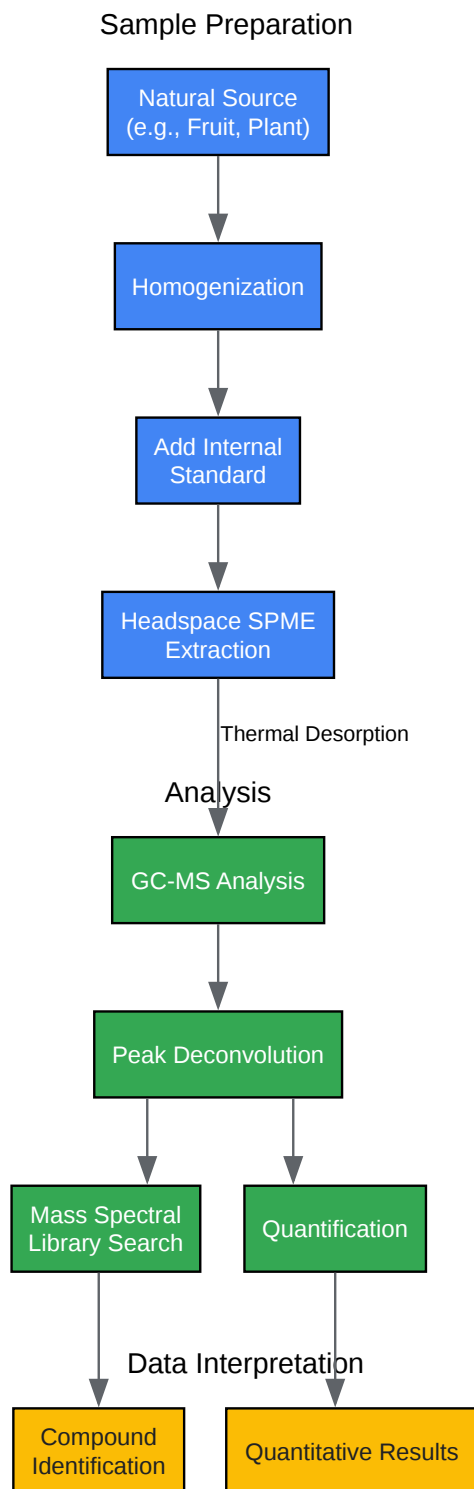 Sample Preparation
Natural Source
(e.g., Fruit, Plant)
Homogenization
Add Internal
Standard
Headspace SPME
Extraction
Thermal Desorption
Analysis
GC-MS Analysis
Peak Deconvolution
Mass Spectral
Library Search
Quantification
Data Interpretation
Compound
Identification
Quantitative Results